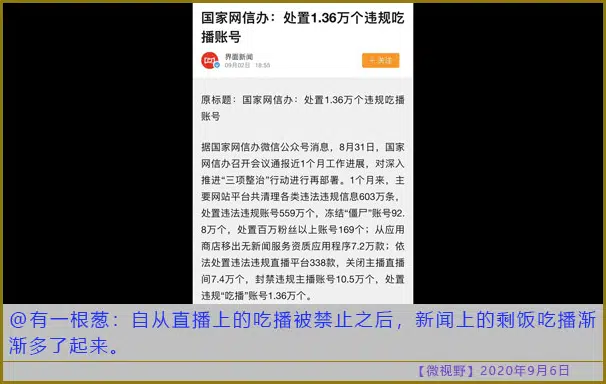 国家网信办：处置1.36万个违规吃
播账号
界面新闻
09月02日 18:55
+ 关注
原标题：国家网信办：处置1.36万个违规吃播
账号
据国家网信办微信公众号消息，8月31日，国家
网信办召开会议通报近1个月工作进展，对深入
推进“三项整治”行动进行再部署。1个月来，主
要网站平台共清理各类违法违规信息603万条，
处置违法违规账号559万个，冻结“僵尸”账号92.
8万个，处置百万粉丝以上账号169个；从应用
商店移出无新闻服务资质应用程序7.2万款；依
法处置违法违规直播平台338款，关闭主播直播
间7.4万个，封禁违规主播账号10.5万个，处置
违规“吃播”账号1.36万个。
@有一根葱：自从直播上的吃播被禁止之后，新闻上的剩饭吃播渐
渐多了起来。
【微视野】2020年9月6日